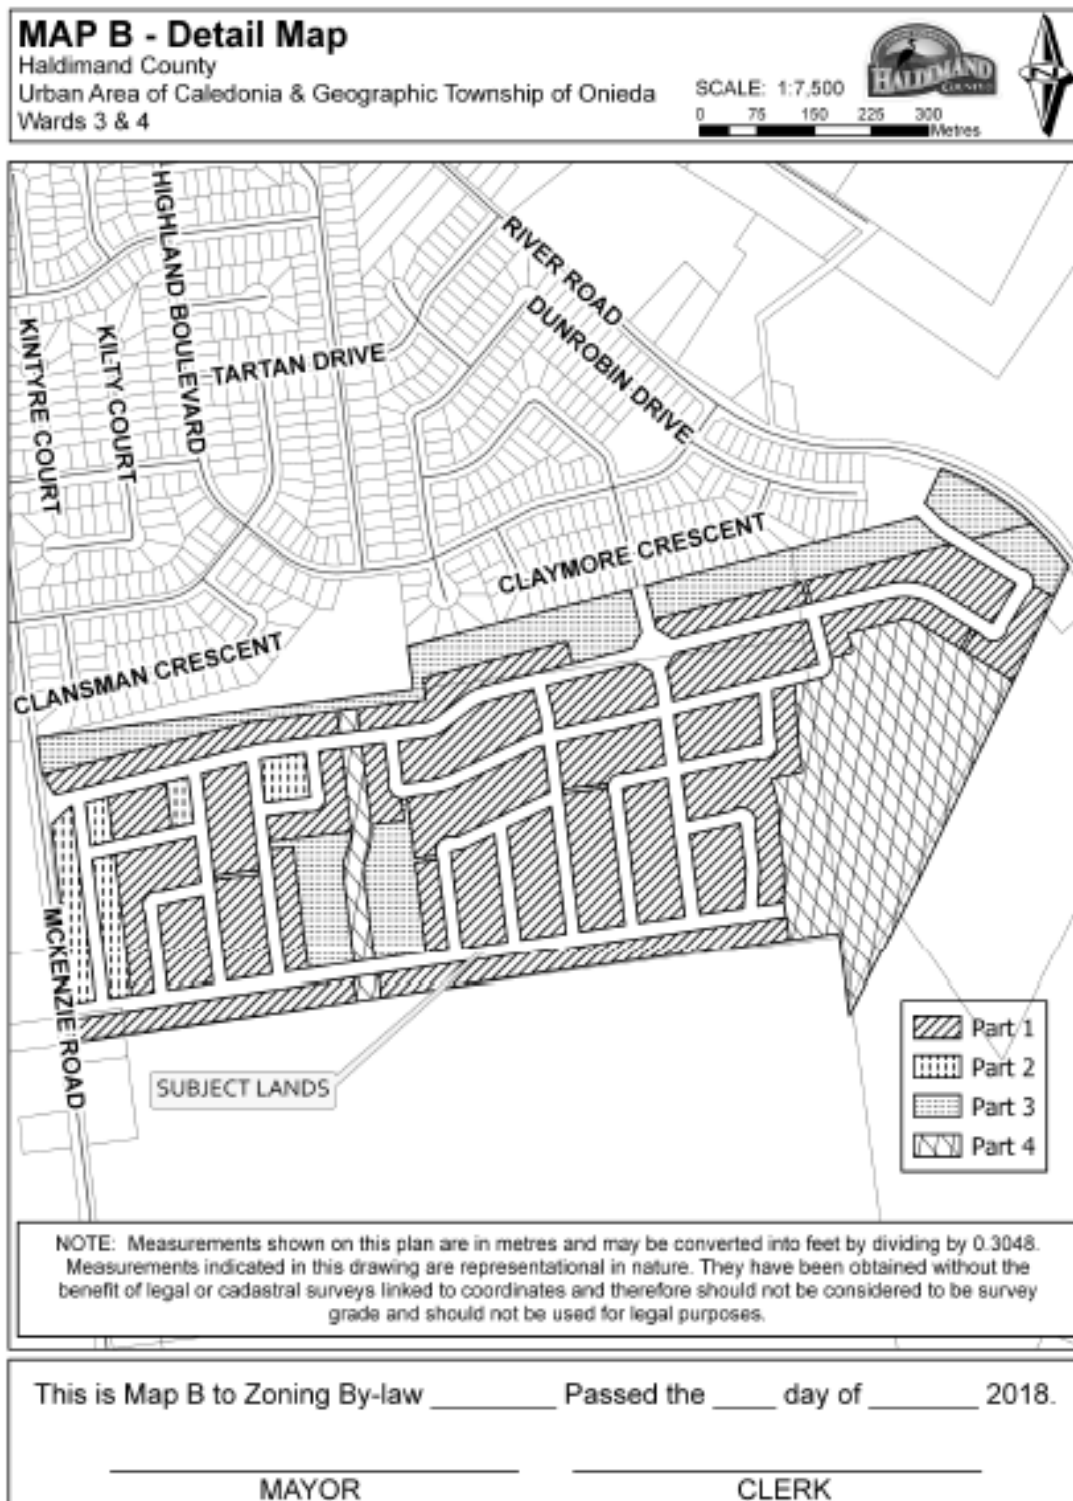 MAP B - Detail Map
Haldimand County
Urban Area of Caledonia & Geographic Township of Onieda
Wards 3 & 4
SCALE: 1:7,500
0 75 150 225 300
Metres
HALDIMAND
COUNTY
N
HIGHLAND BOULEVARD
RIVER ROAD
DUNROBIN DRIVE
KINTYRE COURT
KILTY COURT
TARTAN DRIVE
CLAYMORE CRESCENT
CLANSMAN CRESCENT
MCKENZIE ROAD
SUBJECT LANDS
Part 1
Part 2
Part 3
Part 4
NOTE: Measurements shown on this plan are in metres and may be converted into feet by dividing by 0.3048.
Measurements indicated in this drawing are representational in nature. They have been obtained without the
benefit of legal or cadastral surveys linked to coordinates and therefore should not be considered to be survey
grade and should not be used for legal purposes.
This is Map B to Zoning By-law ________ Passed the ____ day of _______ 2018.
MAYOR
CLERK